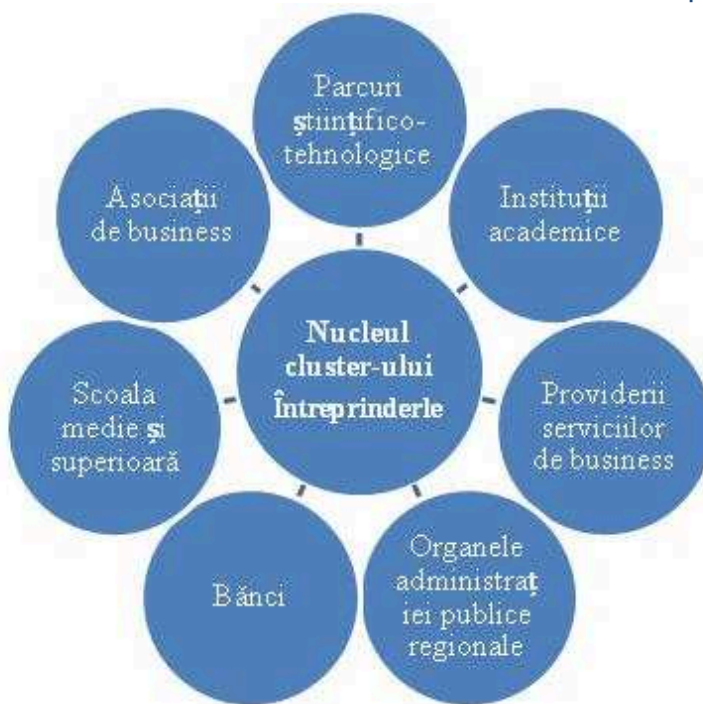 Parcuri
științifico-
tehnologice
Instituții
academice
Providerii
serviciilor
de business
Organele
administraț
iei publice
regionale
Bănci
Scoala
medie și
superioară
Asociații
de business
Nucleul
cluster-ului
Întreprinderle